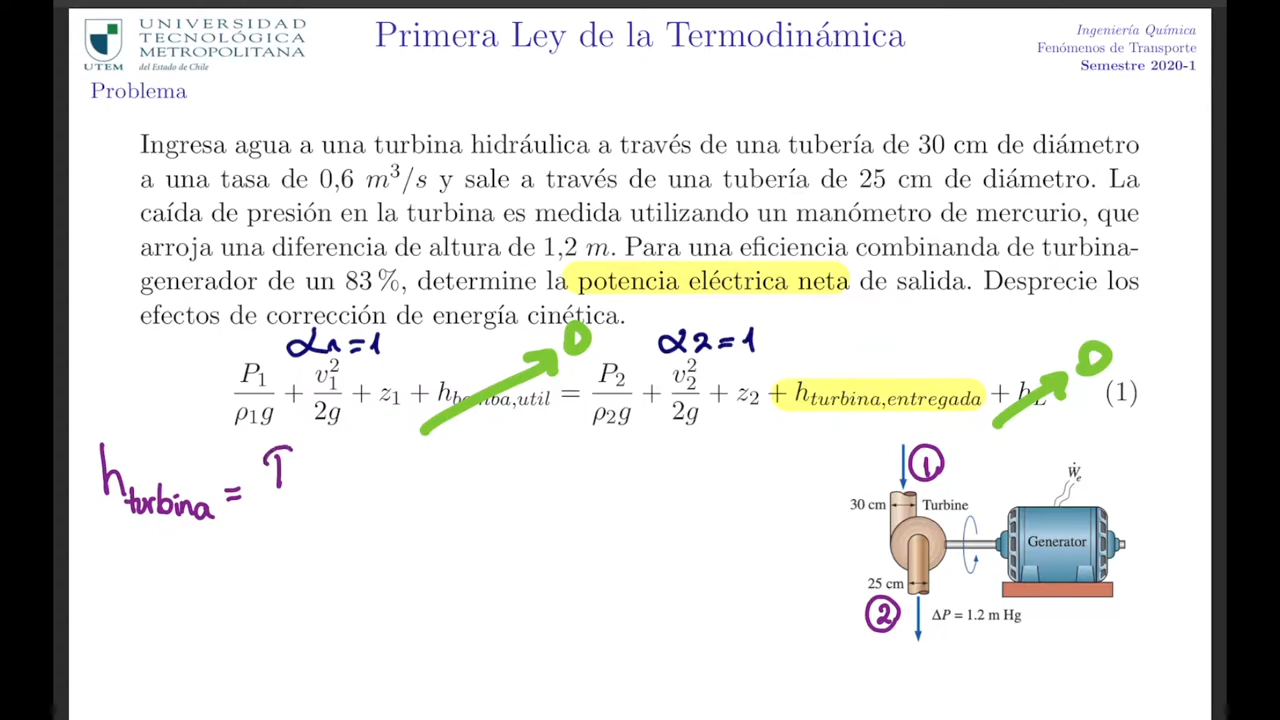 UNIVERSIDAD
TECNOLÓGICA
METROPOLITANA
UTEM
del Estado de Chile
Primera Ley de la Termodinámica
Ingeniería Química
Fenómenos de Transporte
Semestre 2020-1
Problema
Ingresa agua a una turbina hidráulica a través de una tubería de 30 cm de diámetro
a una tasa de 0,6 m³/s y sale a través de una tubería de 25 cm de diámetro. La
caída de presión en la turbina es medida utilizando un manómetro de mercurio, que
arroja una diferencia de altura de 1,2 m. Para una eficiencia combinanda de turbina-
generador de un 83 %, determine la potencia eléctrica neta de salida. Desprecie los
efectos de corrección de energía cinética.
α1=1 0 α2=1 0
P₁/ρ₁g + v₁²/2g + z₁ + h_bomba,util = P₂/ρ₂g + v₂²/2g + z₂ + h_turbina,entregada + h_L (1)
h turbina =
1
Ẇe
30 cm
Turbine
Generator
25 cm
2
ΔP = 1.2 m Hg